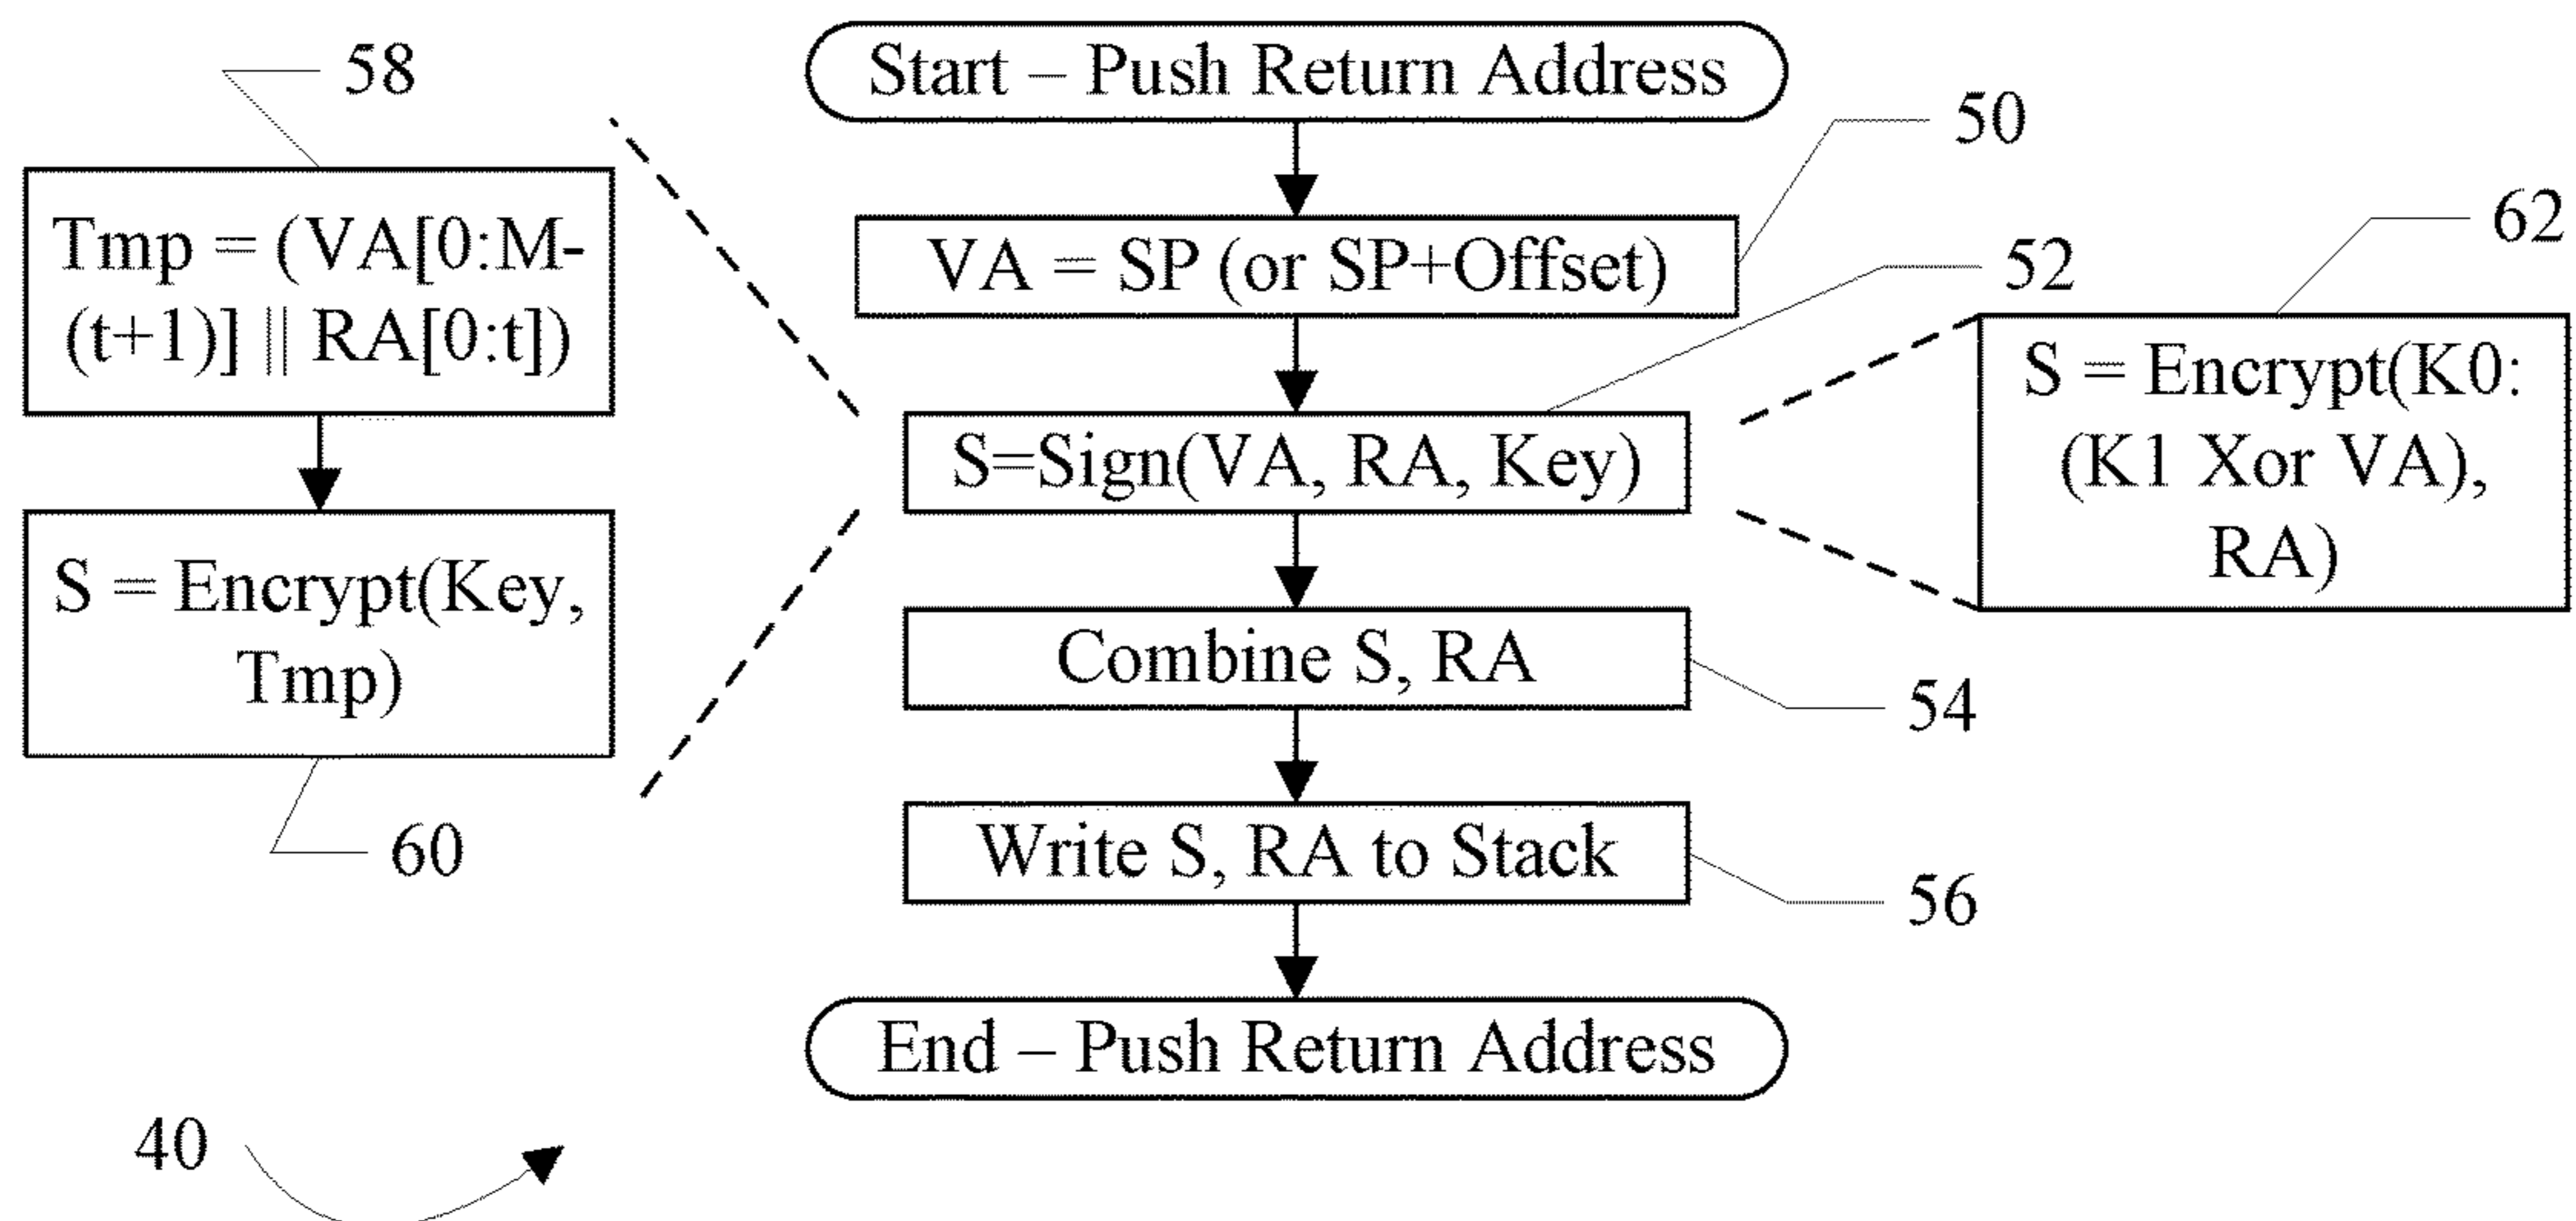 58
Start – Push Return Address
50
Tmp = (VA[0:M-
(t+1)] || RA[0:t])
VA = SP (or SP+Offset)
62
52
S = Encrypt(K0:
(K1 Xor VA),
RA)
S=Sign(VA, RA, Key)
S = Encrypt(Key,
Tmp)
Combine S, RA
54
60
Write S, RA to Stack
56
End – Push Return Address
40